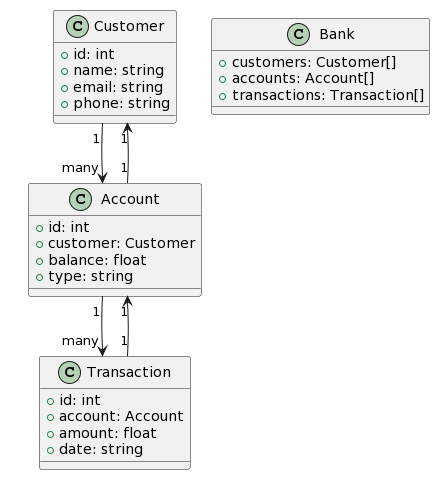 C Customer
+ id: int
+ name: string
+ email: string
+ phone: string
C Bank
+ customers: Customer[]
+ accounts: Account[]
+ transactions: Transaction[]
1 1
many 1
C Account
id: int
customer: Customer
balance: float
type: string
1 1
many 1
C Transaction
id: int
account: Account
amount: float
date: string